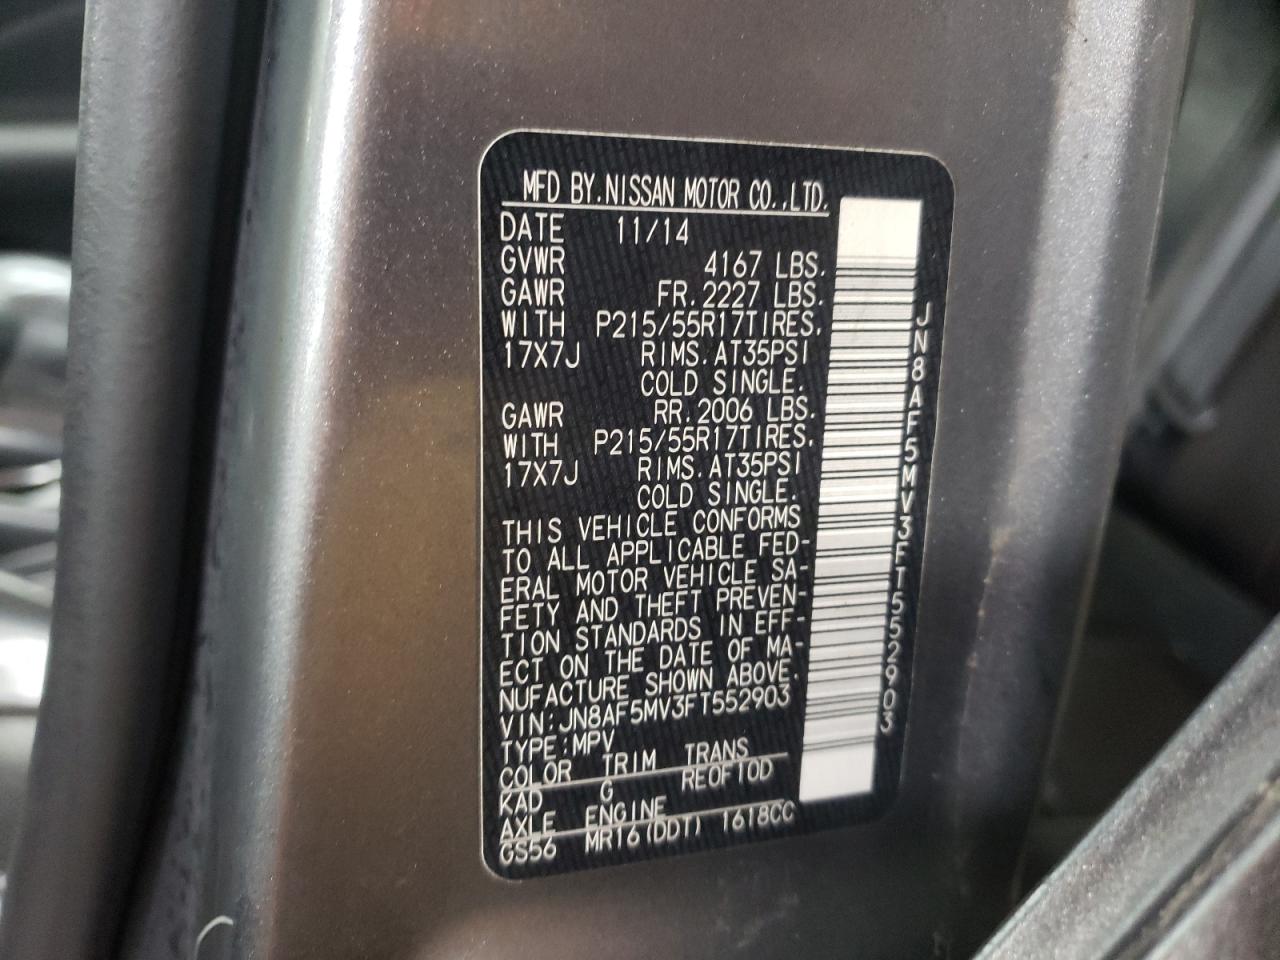 MFD BY.NISSAN MOTOR CO.,LTD.
DATE 11/14
GVWR 4167 LBS.
GAWR FR.2227 LBS.
WITH P215/55R17TIRES.
17X7J RIMS.AT35PSI
COLD SINGLE.
GAWR RR.2006 LBS.
WITH P215/55R17TIRES.
17X7J RIMS.AT35PSI
COLD SINGLE.
THIS VEHICLE CONFORMS
TO ALL APPLICABLE FED-
ERAL MOTOR VEHICLE SA-
FETY AND THEFT PREVEN-
TION STANDARDS IN EFF-
ECT ON THE DATE OF MA-
NUFACTURE SHOWN ABOVE.
VIN:JN8AF5MV3FT552903
TYPE:MPV
COLOR TRIM TRANS
KAD G RE0F10D
AXLE ENGINE
GS56 MR16(DDT) 1618CC
JN8AF5MV3FT552903